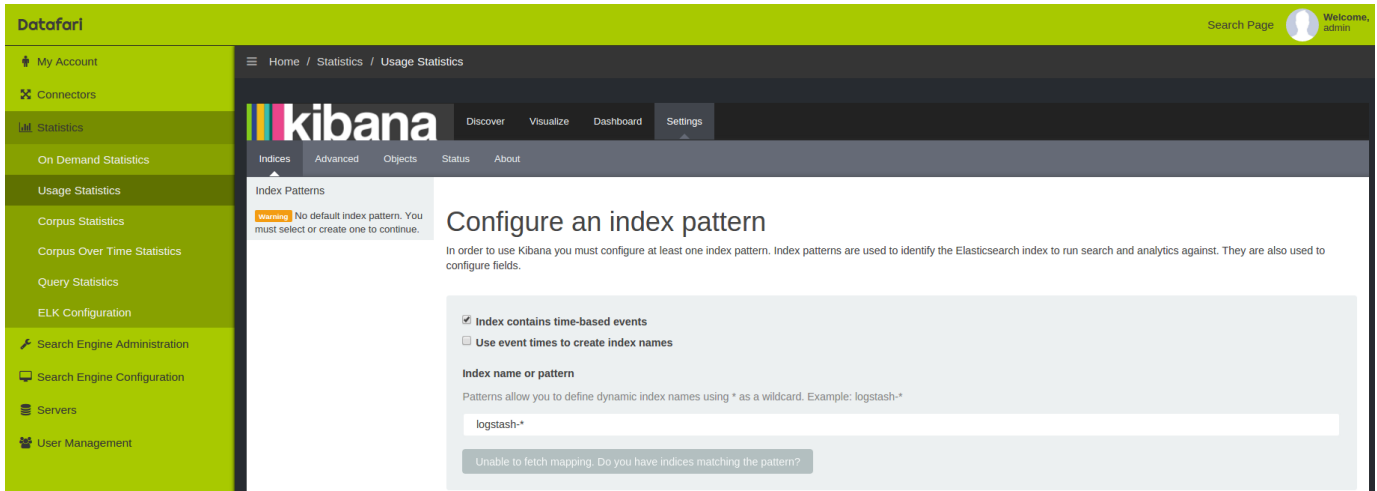 Datafari
Search Page
Welcome,
admin
My Account
Connectors
Statistics
On Demand Statistics
Usage Statistics
Corpus Statistics
Corpus Over Time Statistics
Query Statistics
ELK Configuration
Search Engine Administration
Search Engine Configuration
Servers
User Management
Home / Statistics / Usage Statistics
kibana
Discover Visualize Dashboard Settings
Indices Advanced Objects Status About
Index Patterns
Warning No default index pattern. You
must select or create one to continue.
Configure an index pattern
In order to use Kibana you must configure at least one index pattern. Index patterns are used to identify the Elasticsearch index to run search and analytics against. They are also used to
configure fields.
Index contains time-based events
Use event times to create index names
Index name or pattern
Patterns allow you to define dynamic index names using * as a wildcard. Example: logstash-*
logstash-*
Unable to fetch mapping. Do you have indices matching the pattern?